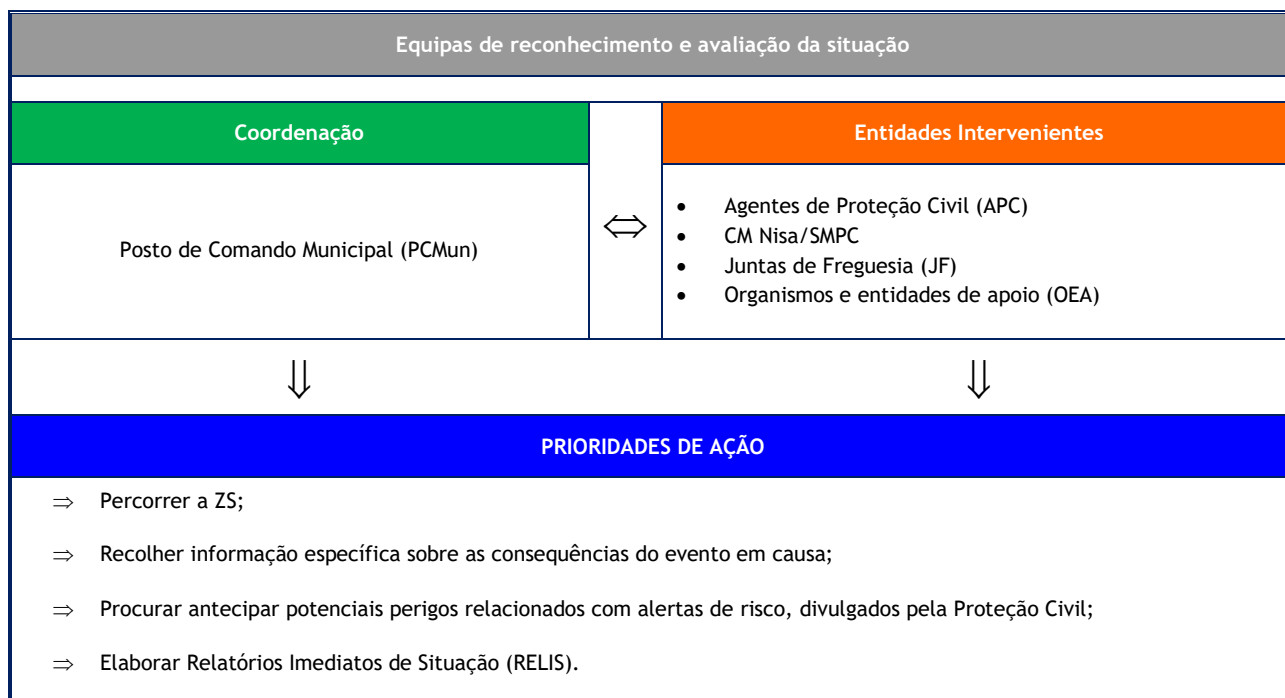 Equipas de reconhecimento e avaliação da situação
Coordenação
Posto de Comando Municipal (PCMun)
⇔
Entidades Intervenientes
• Agentes de Proteção Civil (APC)
• CM Nisa/SMPC
• Juntas de Freguesia (JF)
• Organismos e entidades de apoio (OEA)
⇓ ⇓
PRIORIDADES DE AÇÃO
⇒ Percorrer a ZS;
⇒ Recolher informação específica sobre as consequências do evento em causa;
⇒ Procurar antecipar potenciais perigos relacionados com alertas de risco, divulgados pela Proteção Civil;
⇒ Elaborar Relatórios Imediatos de Situação (RELIS).